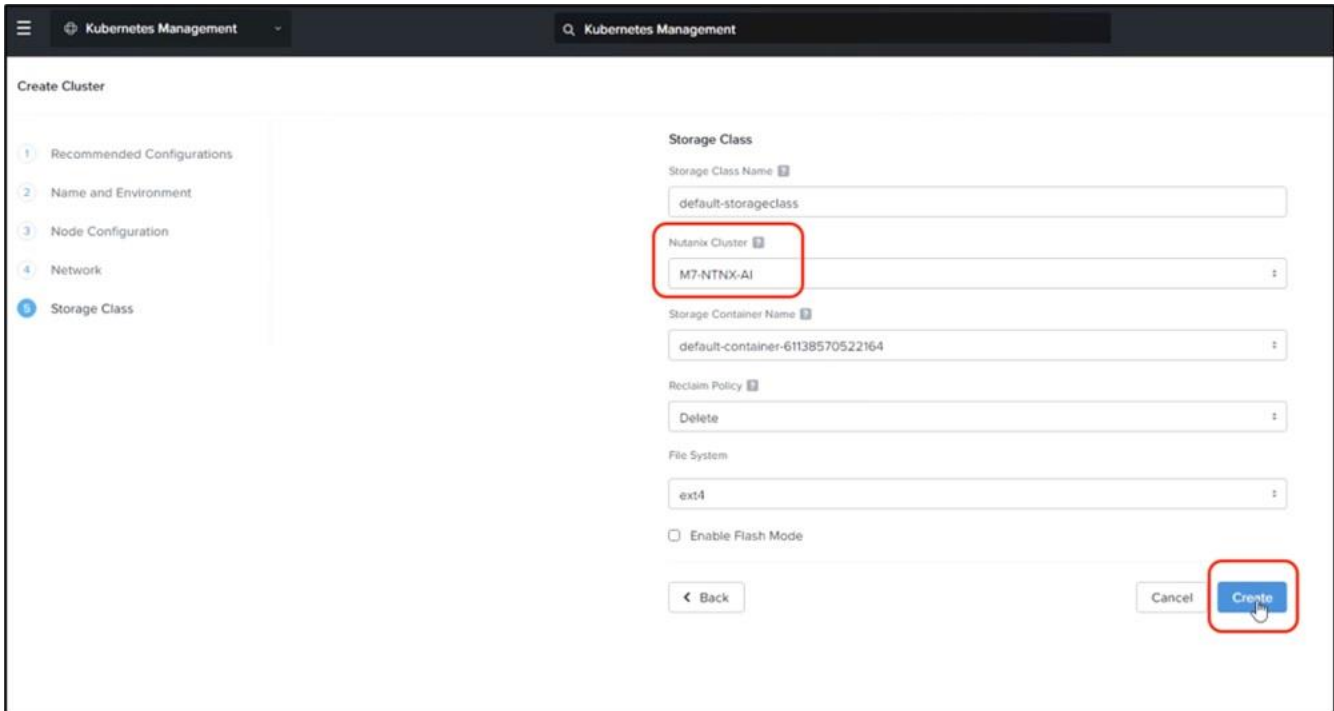 Kubernetes Management
Kubernetes Management
Create Cluster
1 Recommended Configurations
2 Name and Environment
3 Node Configuration
4 Network
5 Storage Class
Storage Class
Storage Class Name ?
default-storageclass
Nutanix Cluster ?
M7-NTNX-AI
Storage Container Name ?
default-container-61138570522164
Reclaim Policy ?
Delete
File System
ext4
Enable Flash Mode
Back
Cancel
Create